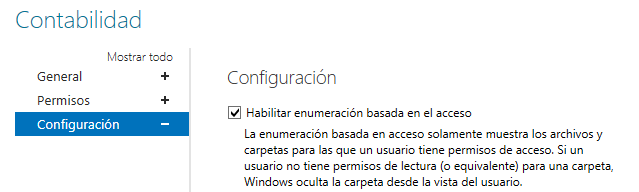 Contabilidad
Mostrar todo
General +
Permisos +
Configuración –
Configuración
Habilitar enumeración basada en el acceso
La enumeración basada en acceso solamente muestra los archivos y
carpetas para las que un usuario tiene permisos de acceso. Si un
usuario no tiene permisos de lectura (o equivalente) para una carpeta,
Windows oculta la carpeta desde la vista del usuario.